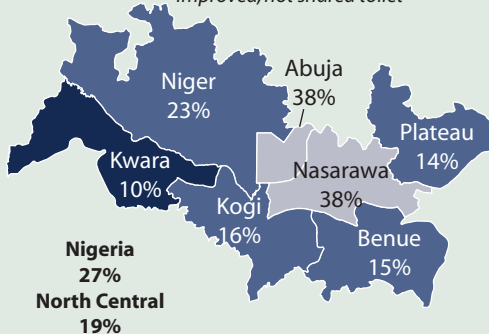 improved/not shared toilet
Niger
23%
Abuja
38%
Plateau
14%
Kwara
10%
Nasarawa
38%
Kogi
16%
Benue
15%
Nigeria
27%
North Central
19%